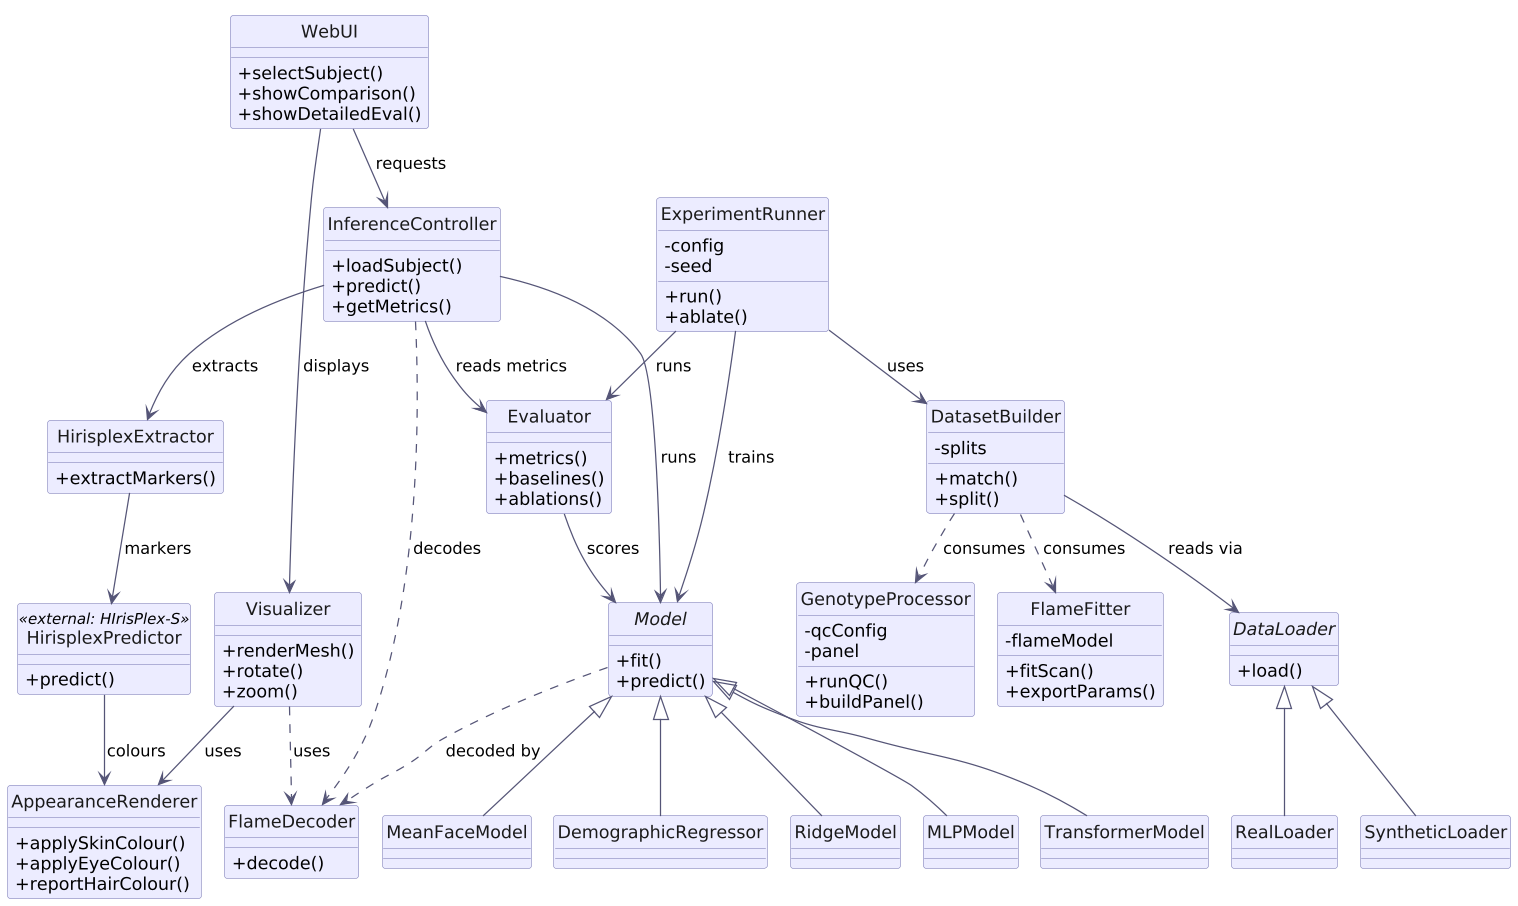 WebUI
+selectSubject()
+showComparison()
+showDetailedEval()
requests
InferenceController
+loadSubject()
+predict()
+getMetrics()
ExperimentRunner
-config
-seed
+run()
+ablate()
extracts
displays
reads metrics
runs
uses
HirisplexExtractor
+extractMarkers()
Evaluator
+metrics()
+baselines()
+ablations()
runs
trains
DatasetBuilder
-splits
+match()
+split()
markers
decodes
scores
consumes
consumes
reads via
«external: HIrisPlex-S»
HirisplexPredictor
+predict()
Visualizer
+renderMesh()
+rotate()
+zoom()
Model
+fit()
+predict()
GenotypeProcessor
-qcConfig
-panel
+runQC()
+buildPanel()
FlameFitter
-flameModel
+fitScan()
+exportParams()
DataLoader
+load()
colours
uses
uses
decoded by
AppearanceRenderer
+applySkinColour()
+applyEyeColour()
+reportHairColour()
FlameDecoder
+decode()
MeanFaceModel
DemographicRegressor
RidgeModel
MLPModel
TransformerModel
RealLoader
SyntheticLoader